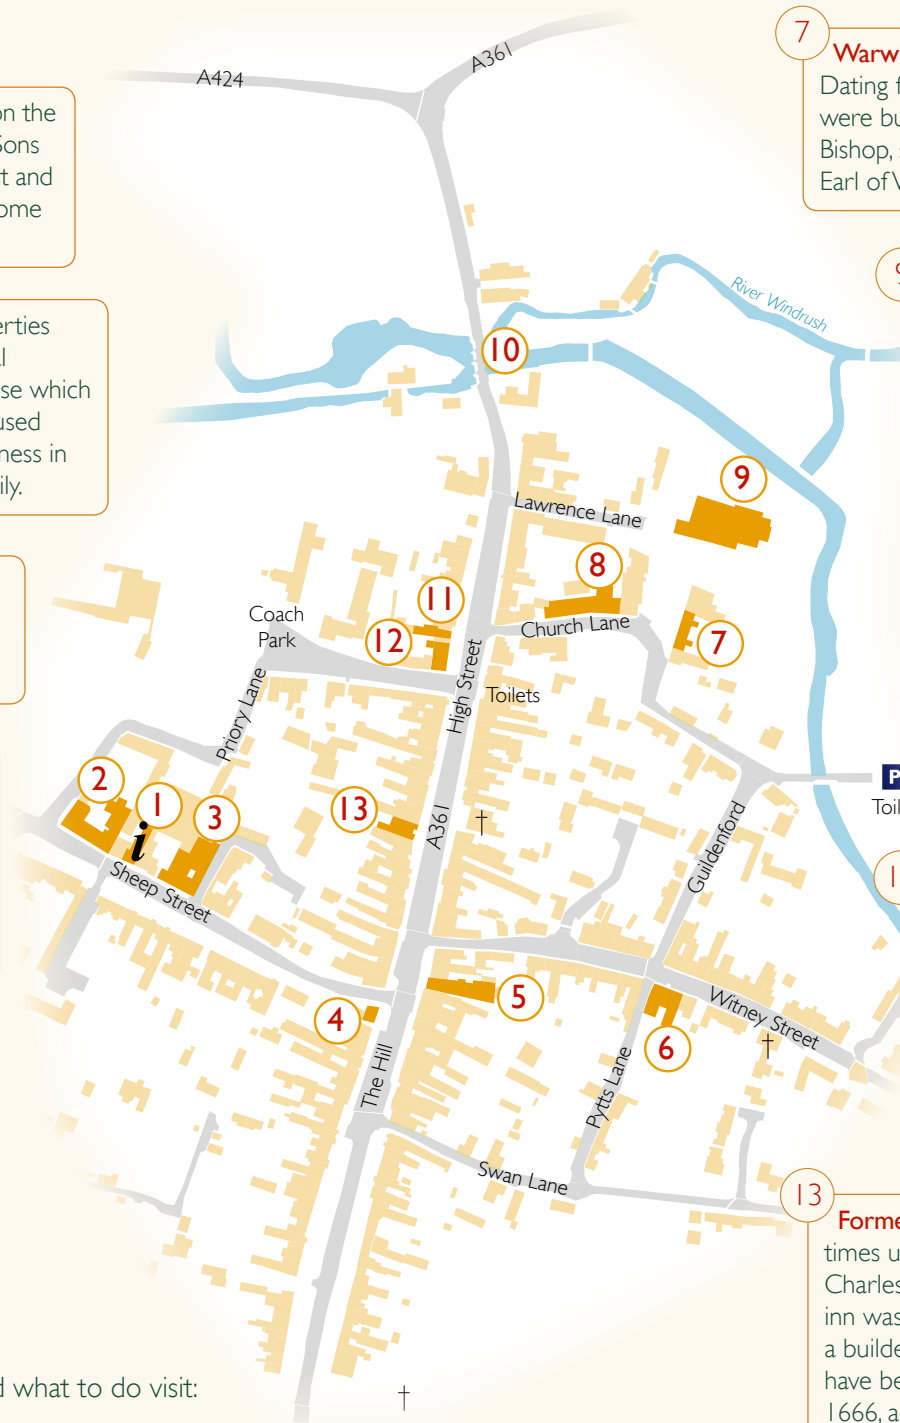 A424
A361
7
Warw
Dating f
were bu
Bishop, s
Earl of W
on the
Sons
t and
ome
River Windrush
erties
l
se which
used
ness in
ily.
10
9
Lawrence Lane
8
11
Coach
Park
12
Church Lane
7
High Street
Toilets
Priory Lane
2
1
3
i
13
A361
P
Toil
Guildenford
1
Sheep Street
5
4
Witney Street
6
The Hill
Pytts Lane
Swan Lane
13
Forme
times u
Charles
inn was
a builde
have be
1666, a
d what to do visit: